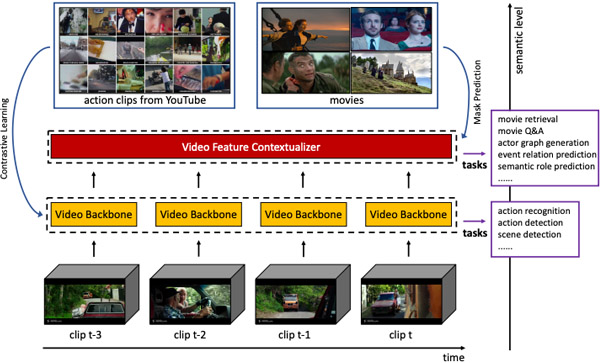 action clips from YouTube
movies
semantic level
Contrastive Learning
Mask Prediction
Video Feature Contextualizer
tasks
movie retrieval
movie Q&A
actor graph generation
event relation prediction
semantic role prediction
......
Video Backbone
Video Backbone
Video Backbone
Video Backbone
tasks
action recognition
action detection
scene detection
......
clip t-3
clip t-2
clip t-1
clip t
time